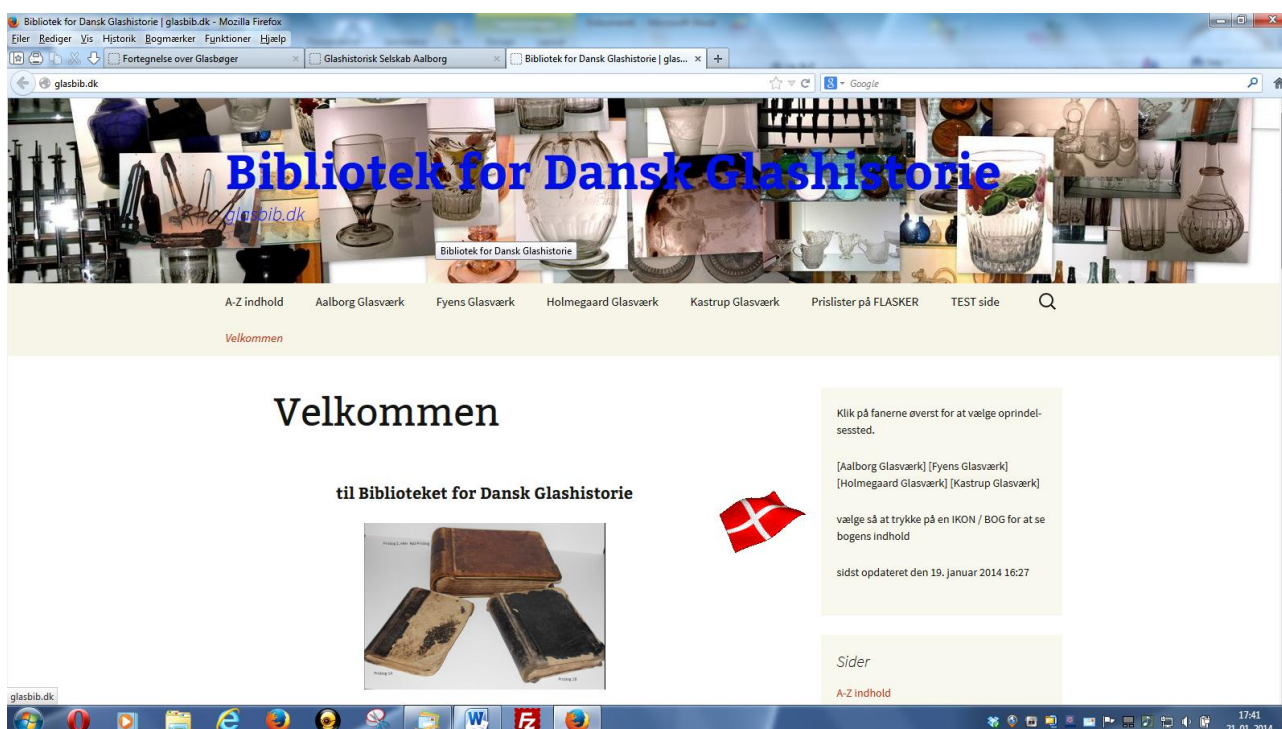 Bibliotek for Dansk Glashistorie | glasbib.dk - Mozilla Firefox
Filer Rediger Vis Historik Bogmærker Funktioner Hjælp
Fortegnelse over Glasbøger
Glashistorisk Selskab Aalborg
Bibliotek for Dansk Glashistorie | glas...
glasbib.dk
Google
Bibliotek for Dansk Glashistorie
glasbib.dk
Bibliotek for Dansk Glashistorie
A-Z indhold Aalborg Glasværk Fyens Glasværk Holmegaard Glasværk Kastrup Glasværk Prislister på FLASKER TEST side
Velkommen
Velkommen
til Biblioteket for Dansk Glashistorie
Klik på fanerne øverst for at vælge oprindel-
sessted.
[Aalborg Glasværk] [Fyens Glasværk]
[Holmegaard Glasværk] [Kastrup Glasværk]
vælge så at trykke på en IKON / BOG for at se
bogens indhold
sidst opdateret den 19. januar 2014 16:27
Sider
A-Z indhold
glasbib.dk
17:41
21-01-2014